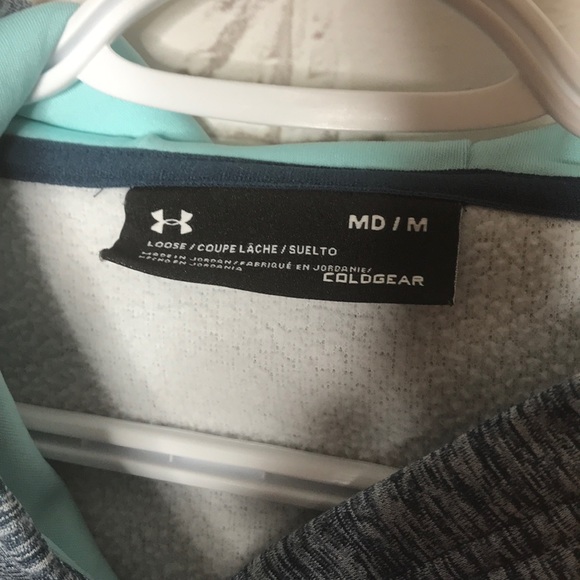 MD / M
LOOSE / COUPE LÂCHE / SUELTO
MADE IN JORDAN / FABRIQUÉ EN JORDANIE /
HECHO EN JORDANIA
COLDGEAR